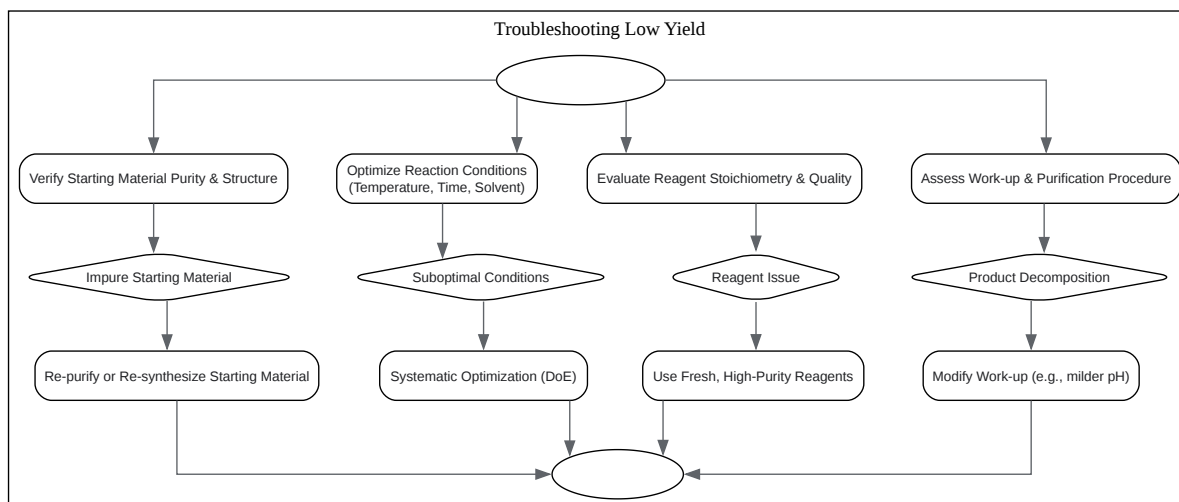 Troubleshooting Low Yield
Verify Starting Material Purity & Structure
Optimize Reaction Conditions
(Temperature, Time, Solvent)
Evaluate Reagent Stoichiometry & Quality
Assess Work-up & Purification Procedure
Impure Starting Material
Suboptimal Conditions
Reagent Issue
Product Decomposition
Re-purify or Re-synthesize Starting Material
Systematic Optimization (DoE)
Use Fresh, High-Purity Reagents
Modify Work-up (e.g., milder pH)